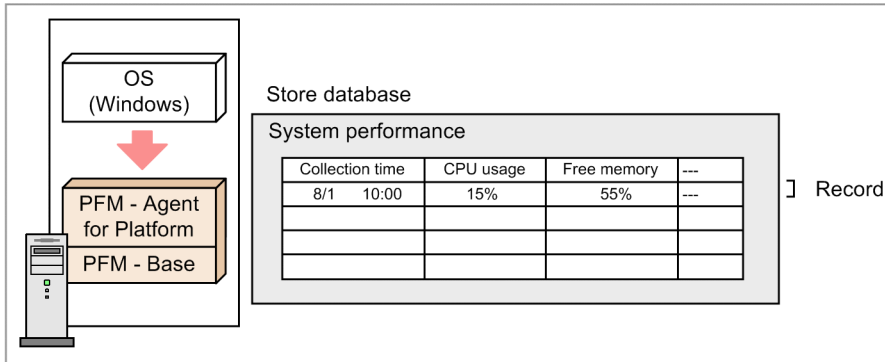 OS
(Windows)
PFM - Agent
for Platform
PFM - Base
Store database
System performance
Collection time CPU usage Free memory ---
8/1 10:00 15% 55% ---
Record